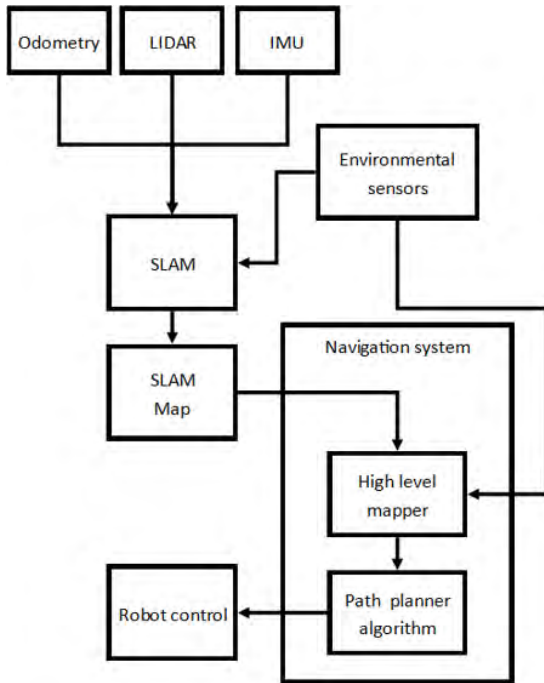 Odometry
LIDAR
IMU
Environmental
sensors
SLAM
SLAM
Map
Navigation system
High level
mapper
Path planner
algorithm
Robot control